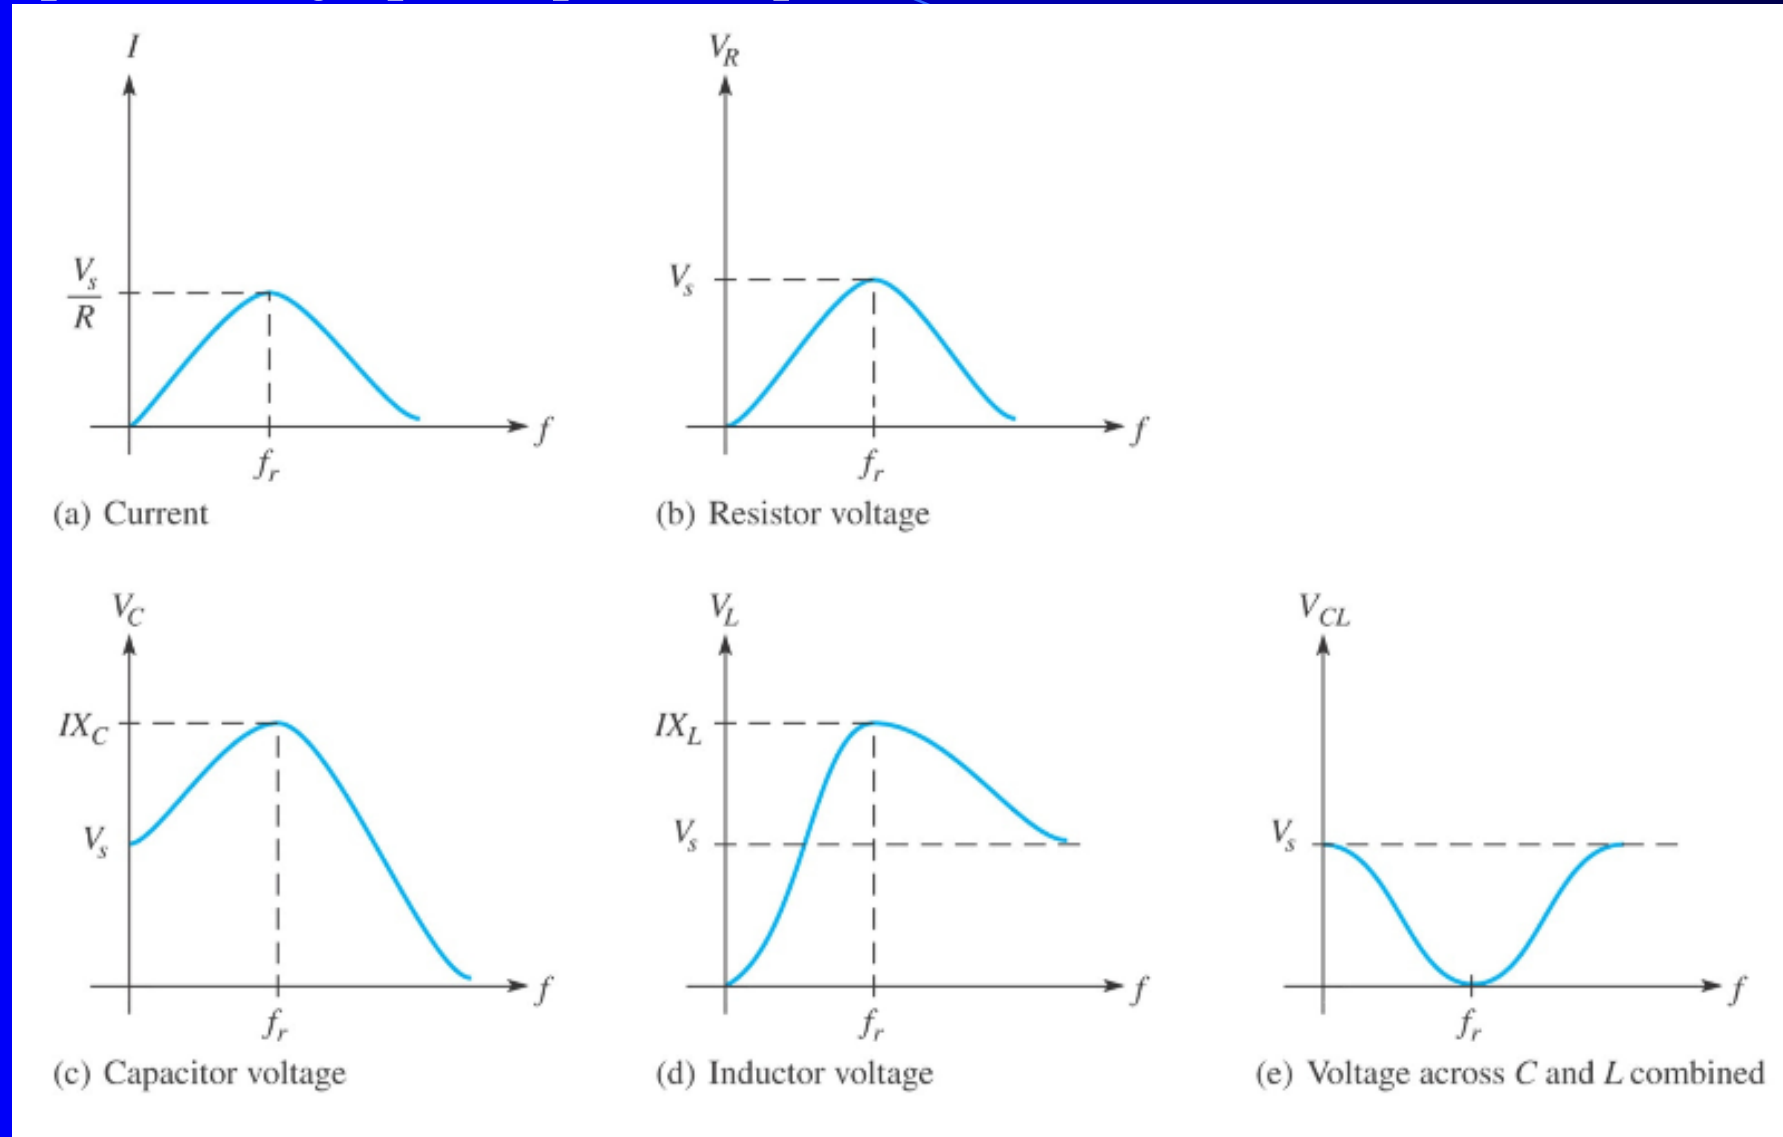 I
V_s
R
f
f_r
(a) Current
V_R
V_s
f
f_r
(b) Resistor voltage
V_C
IX_C
V_s
f
f_r
(c) Capacitor voltage
V_L
IX_L
V_s
f
f_r
(d) Inductor voltage
V_CL
V_s
f
f_r
(e) Voltage across C and L combined